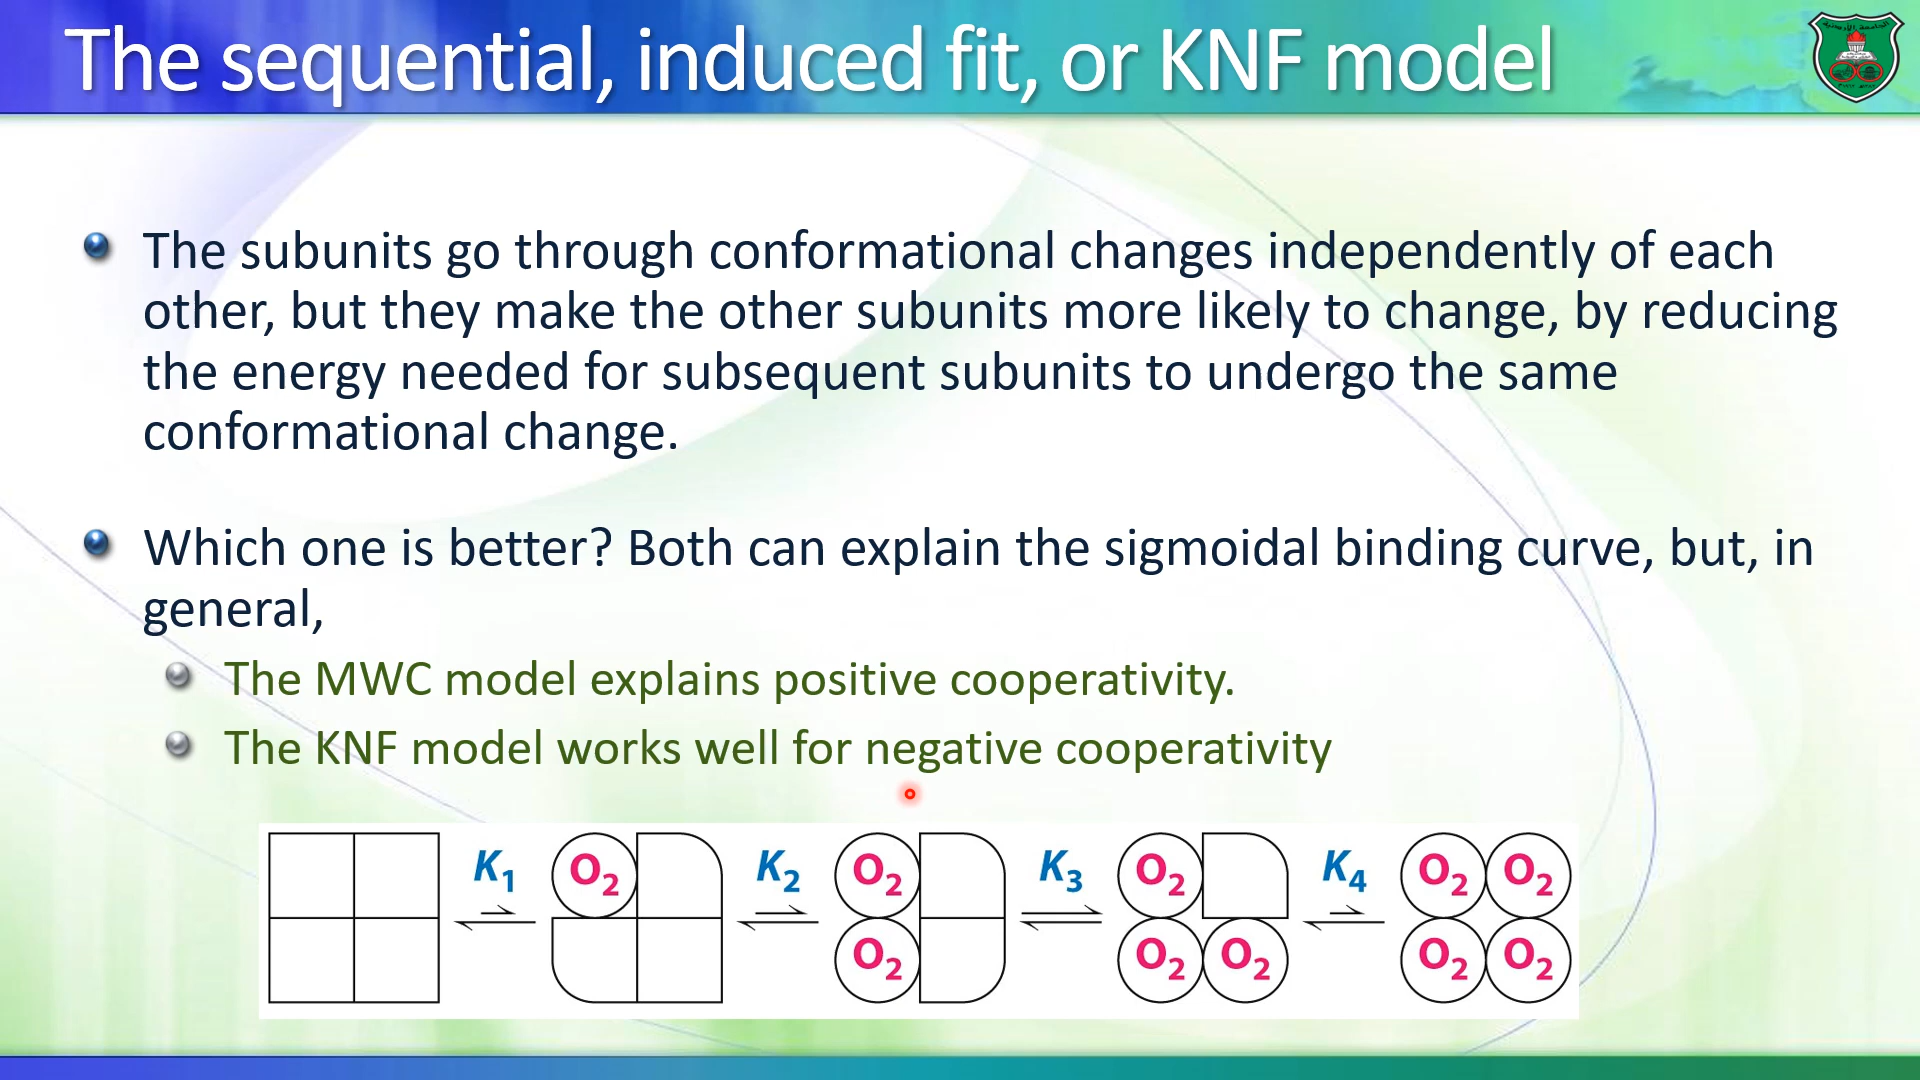 The sequential, induced fit, or KNF model
The subunits go through conformational changes independently of each
other, but they make the other subunits more likely to change, by reducing
the energy needed for subsequent subunits to undergo the same
conformational change.
Which one is better? Both can explain the sigmoidal binding curve, but, in
general,
The MWC model explains positive cooperativity.
The KNF model works well for negative cooperativity
K1 O2 K2 O2 K3 O2 K4 O2 O2
O2 O2 O2 O2 O2